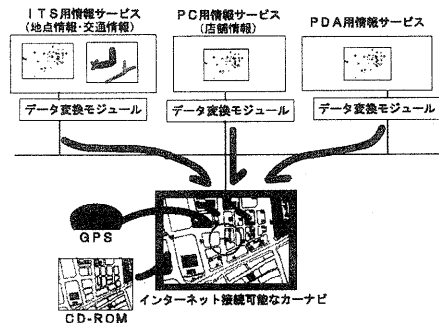 ITS用情報サービス
(地点情報・交通情報)
PC用情報サービス
(店舗情報)
PDA用情報サービス
データ変換モジュール
データ変換モジュール
データ変換モジュール
GPS
CD-ROM
インターネット接続可能なカーナビ